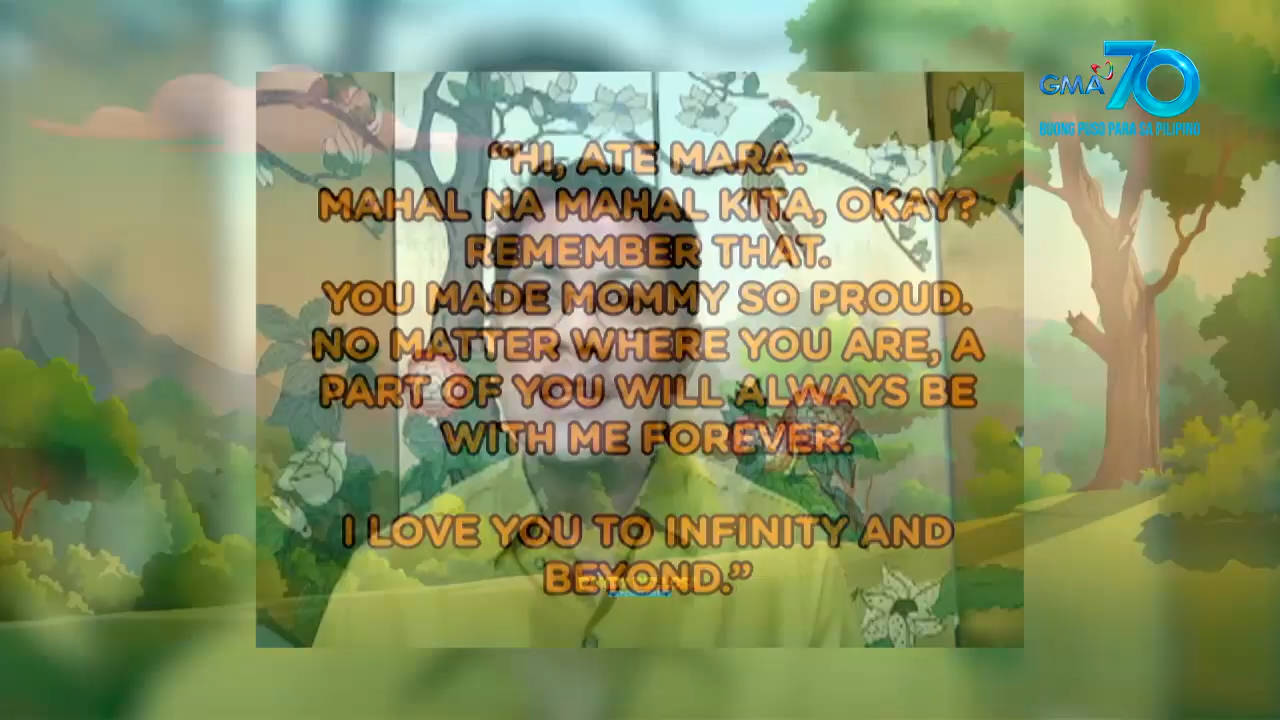 GMA 70
BUONG PUSO PARA SA PILIPINO
“HI, ATE MARA.
MAHAL NA MAHAL KITA, OKAY?
REMEMBER THAT.
YOU MADE MOMMY SO PROUD.
NO MATTER WHERE YOU ARE, A
PART OF YOU WILL ALWAYS BE
WITH ME FOREVER.
I LOVE YOU TO INFINITY AND
BEYOND.”